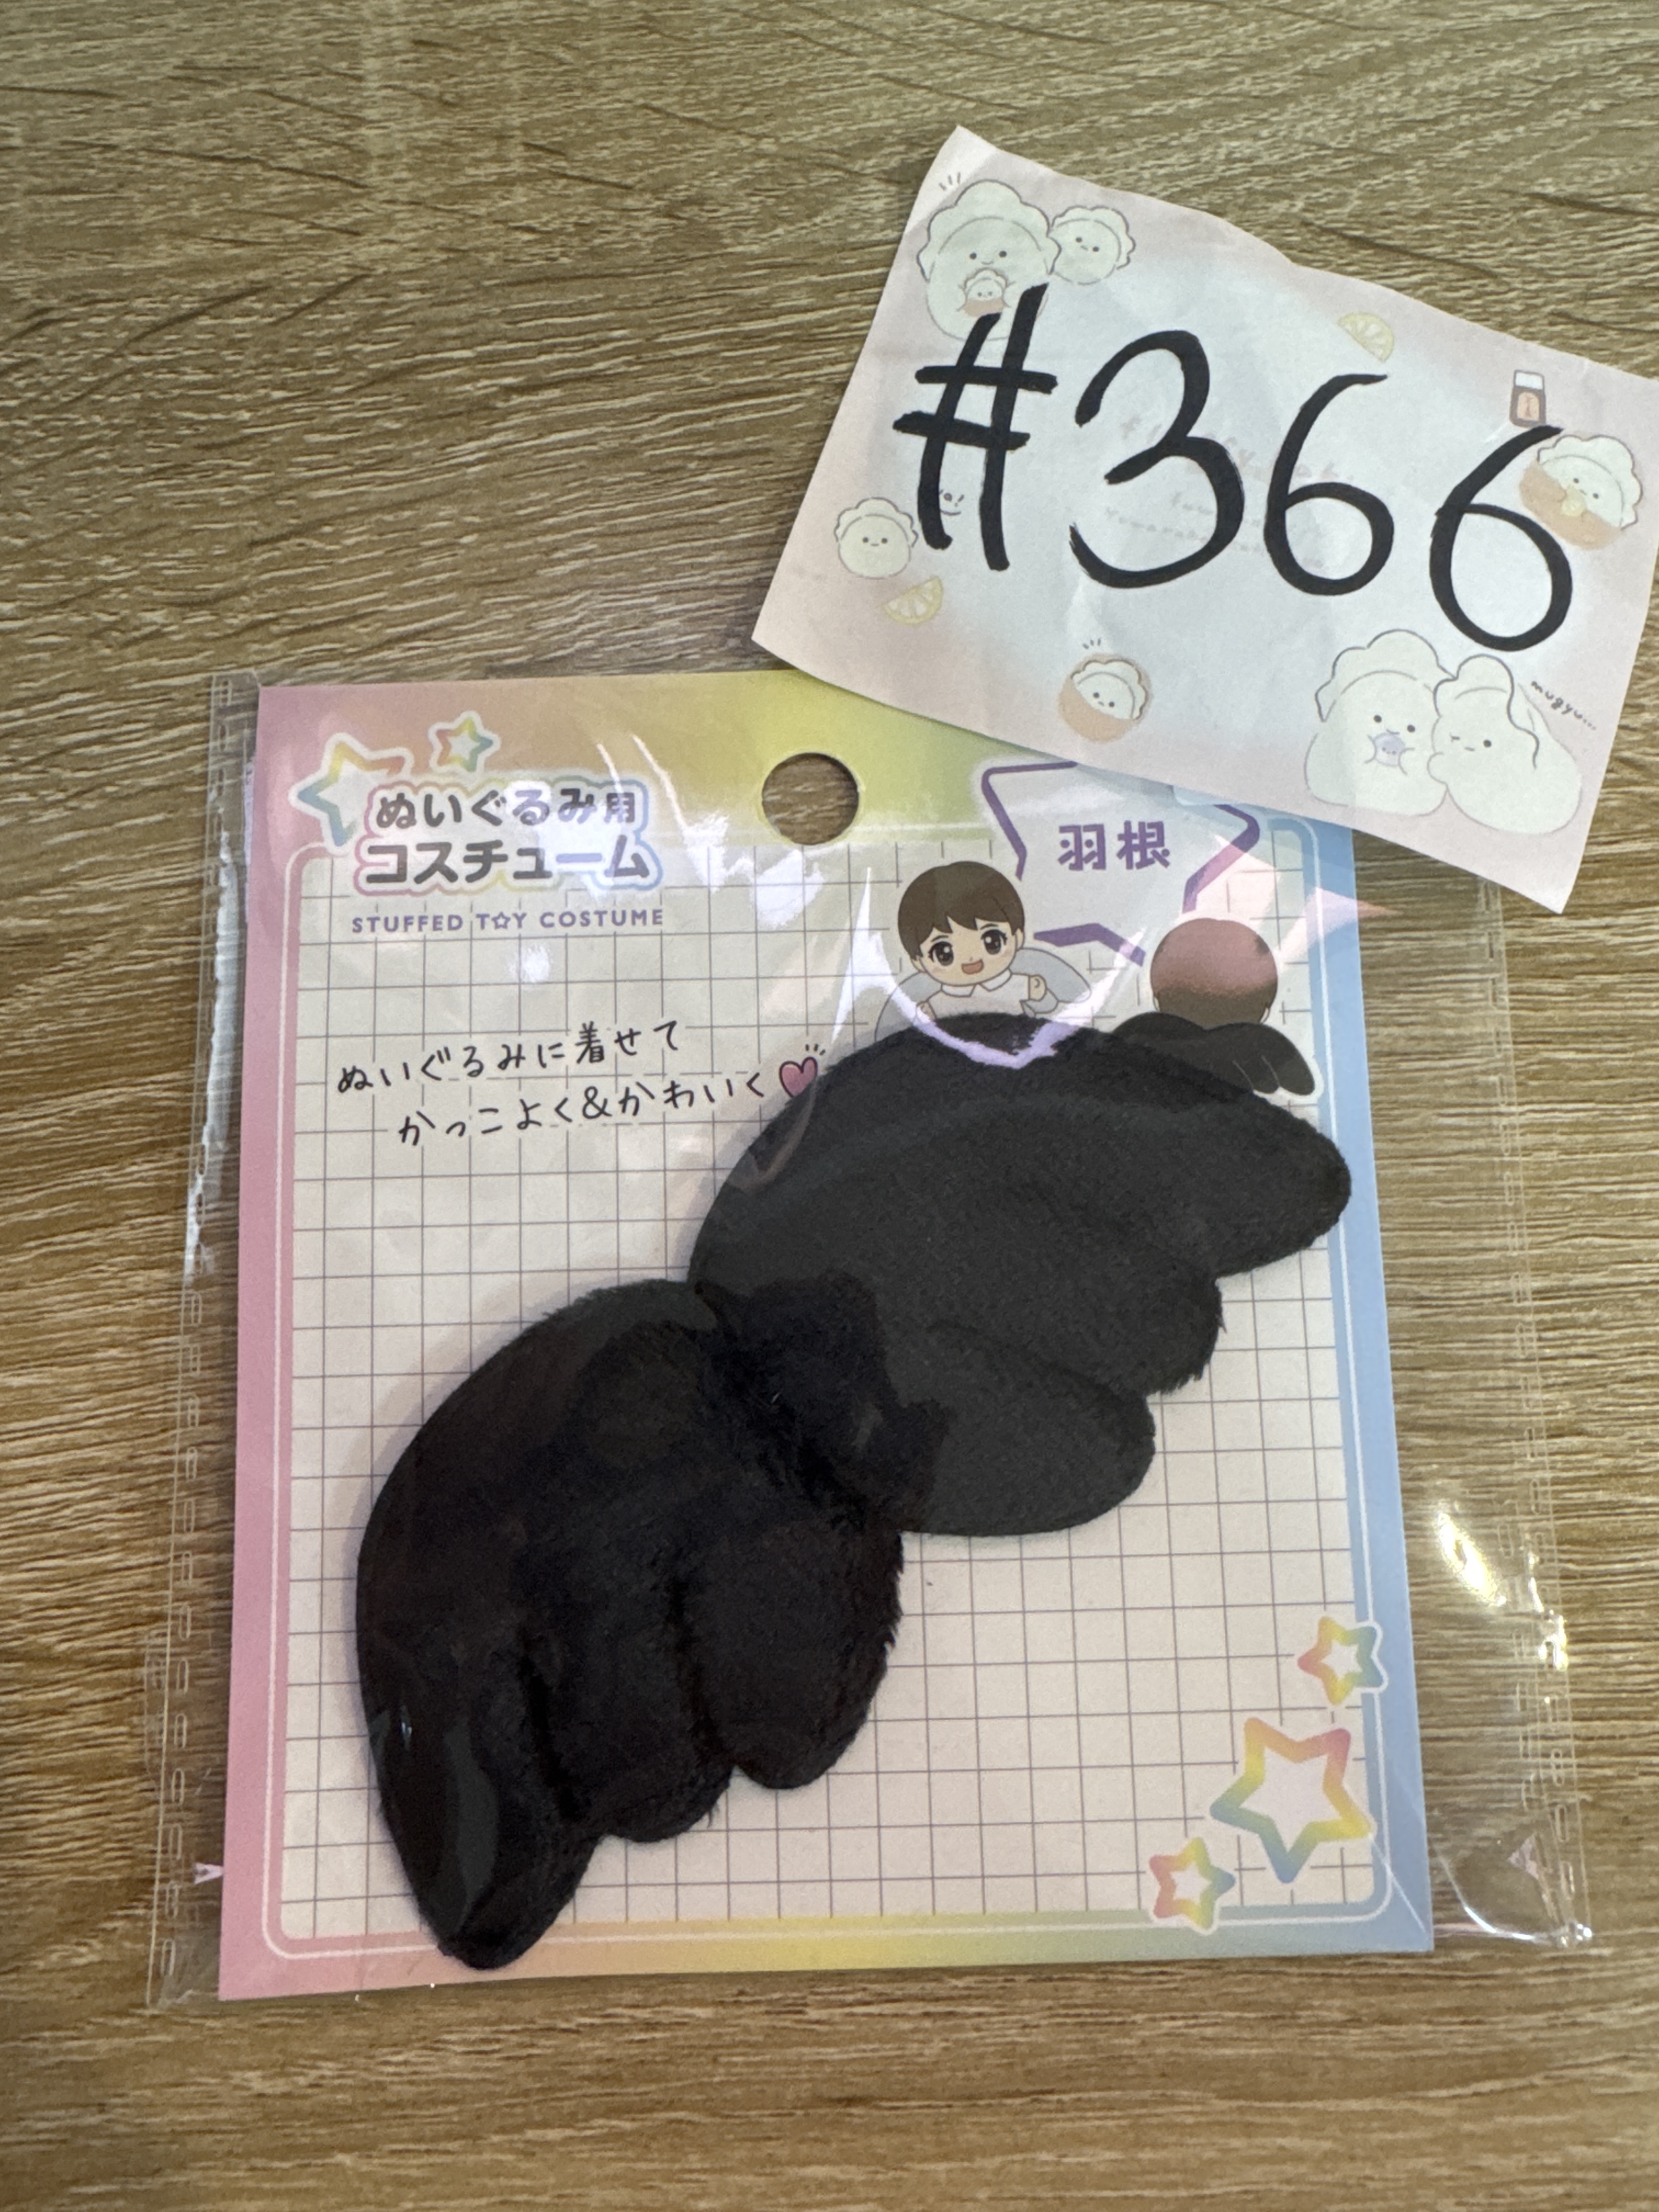 #366
mugyu...
ぬいぐるみ用
コスチューム
STUFFED TOY COSTUME
羽根
ぬいぐるみに着せて
かっこよく&かわいく